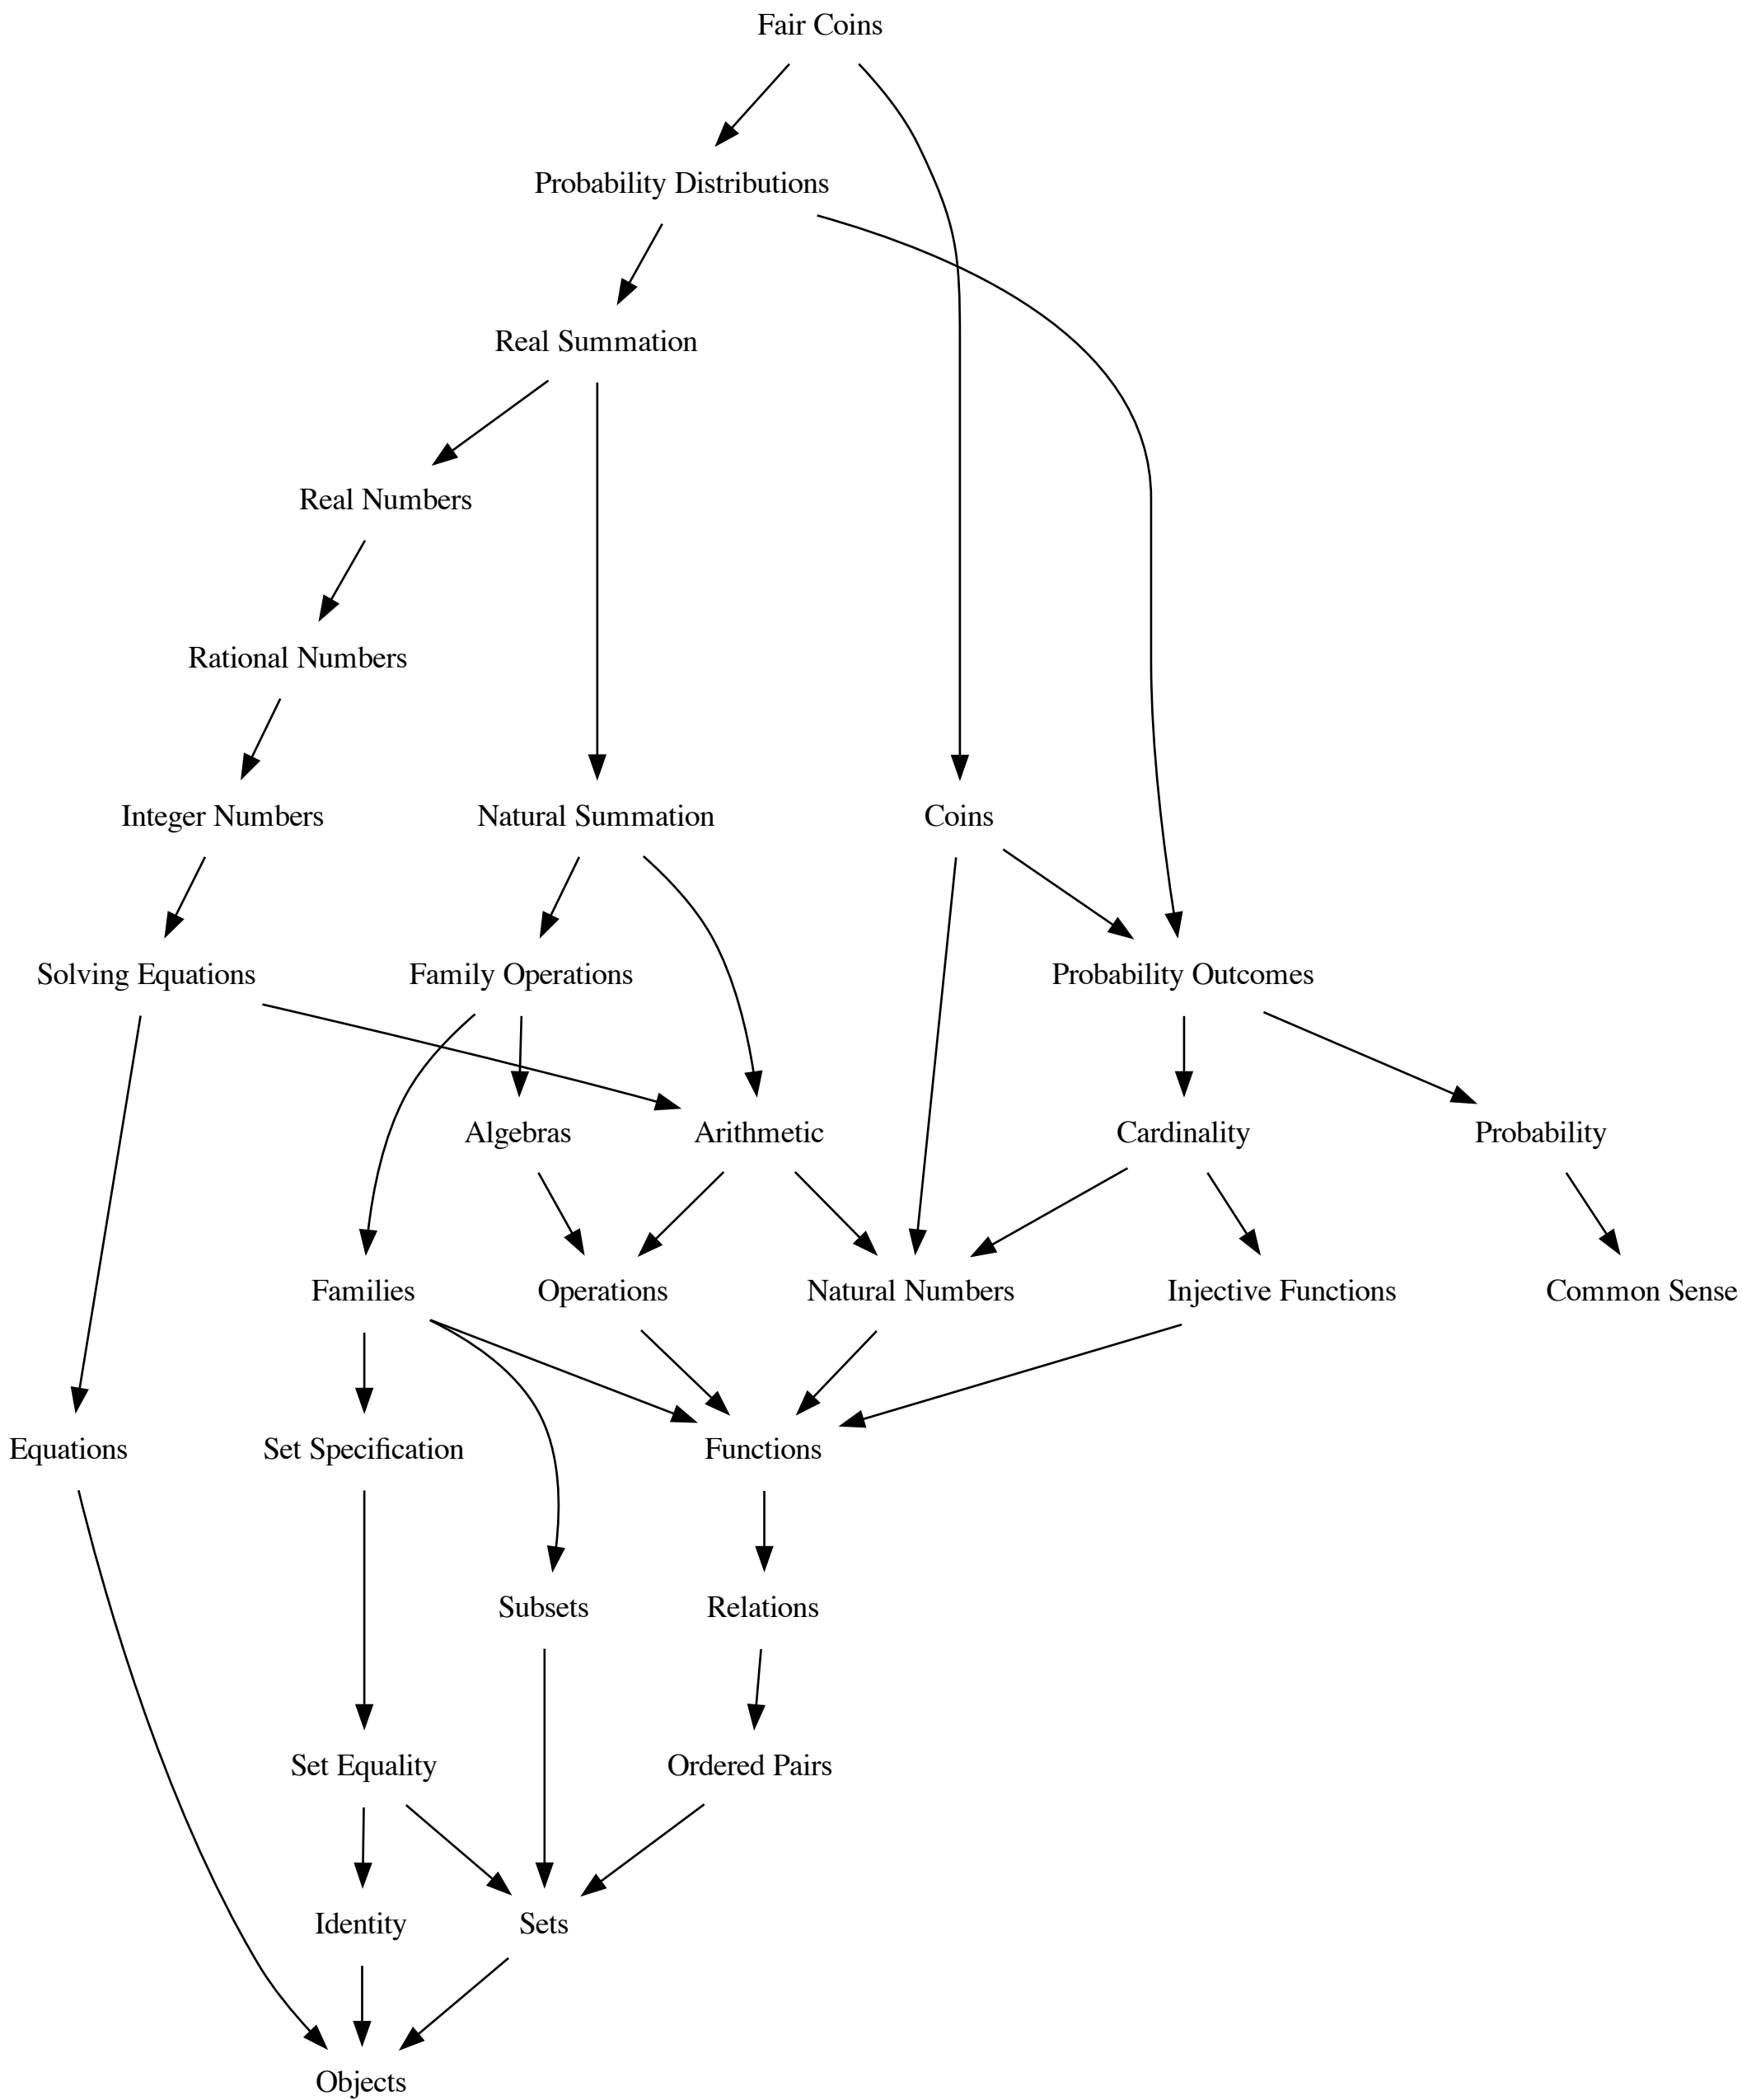 Fair Coins
Probability Distributions
Real Summation
Real Numbers
Rational Numbers
Integer Numbers
Natural Summation
Coins
Solving Equations
Family Operations
Probability Outcomes
Algebras
Arithmetic
Cardinality
Probability
Families
Operations
Natural Numbers
Injective Functions
Common Sense
Equations
Set Specification
Functions
Subsets
Relations
Set Equality
Ordered Pairs
Identity
Sets
Objects